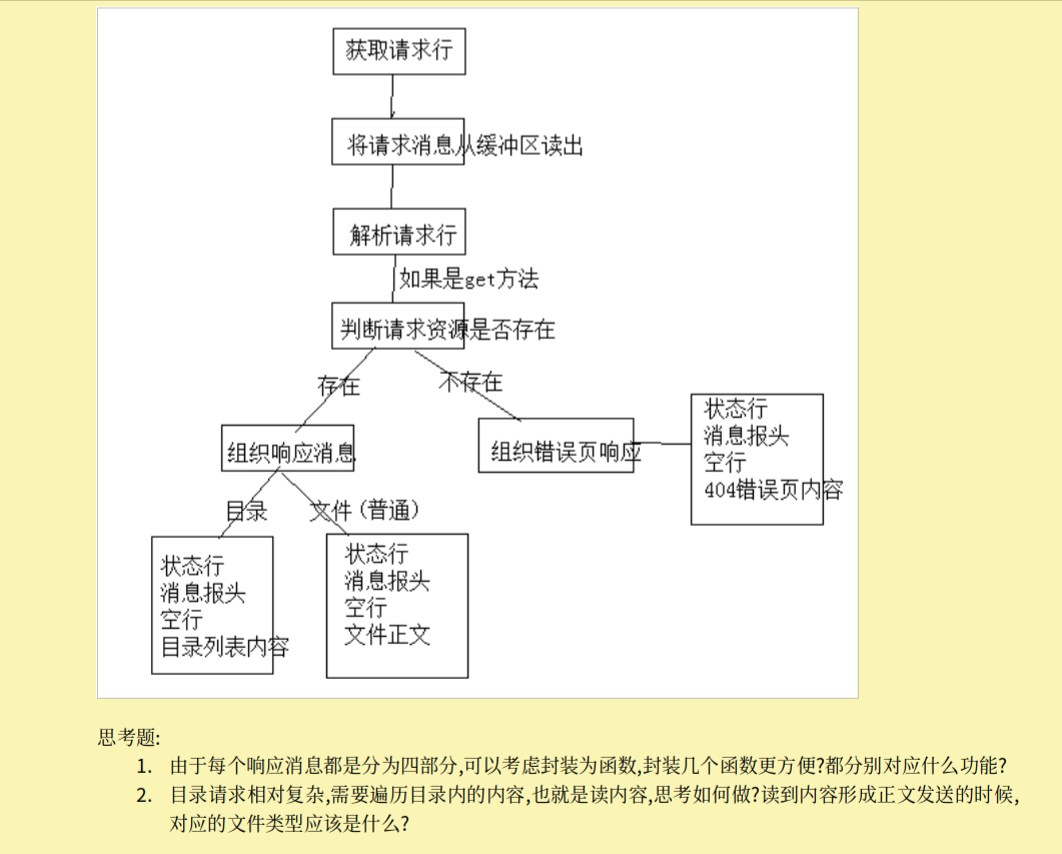 获取请求行
将请求消息从缓冲区读出
解析请求行
如果是get方法
判断请求资源是否存在
存在
不存在
组织响应消息
组织错误页响应
状态行
消息报头
空行
404错误页内容
目录
文件(普通)
状态行
消息报头
空行
目录列表内容
状态行
消息报头
空行
文件正文
思考题:
1. 由于每个响应消息都是分为四部分,可以考虑封装为函数,封装几个函数更方便?都分别对应什么功能?
2. 目录请求相对复杂,需要遍历目录内的内容,也就是读内容,思考如何做?读到内容形成正文发送的时候,
对应的文件类型应该是什么?